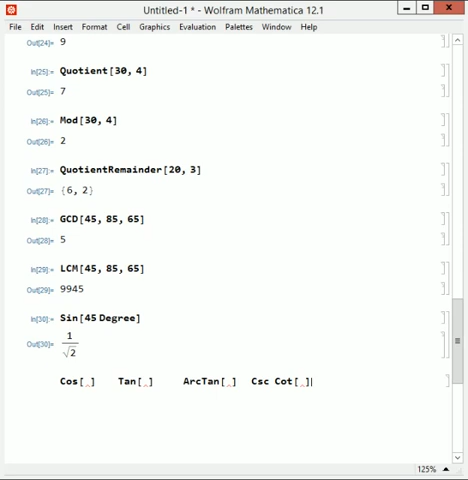 Untitled-1 * - Wolfram Mathematica 12.1
File Edit Insert Format Cell Graphics Evaluation Palettes Window Help
Out[24]= 9
In[25]:= Quotient[30, 4]
Out[25]= 7
In[26]:= Mod[30, 4]
Out[26]= 2
In[27]:= QuotientRemainder[20, 3]
Out[27]= {6, 2}
In[28]:= GCD[45, 85, 65]
Out[28]= 5
In[29]:= LCM[45, 85, 65]
Out[29]= 9945
In[30]:= Sin[45 Degree]
1
Out[30]= √2
Cos[ ] Tan[ ] ArcTan[ ] Csc Cot[ ]
125%